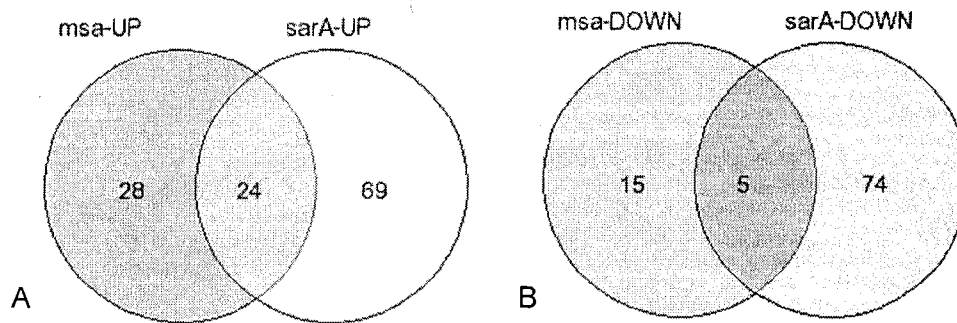 msa-UP sarA-UP
28 24 69
A
msa-DOWN sarA-DOWN
15 5 74
B